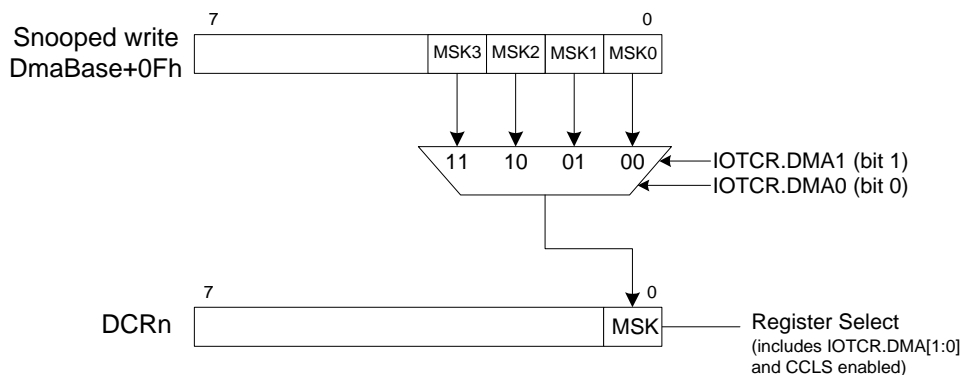 7 0
Snooped write
DmaBase+0Fh
MSK3 MSK2 MSK1 MSK0
11 10 01 00
IOTCR.DMA1 (bit 1)
IOTCR.DMA0 (bit 0)
7 0
DCRn
MSK
Register Select
(includes IOTCR.DMA[1:0]
and CCLS enabled)